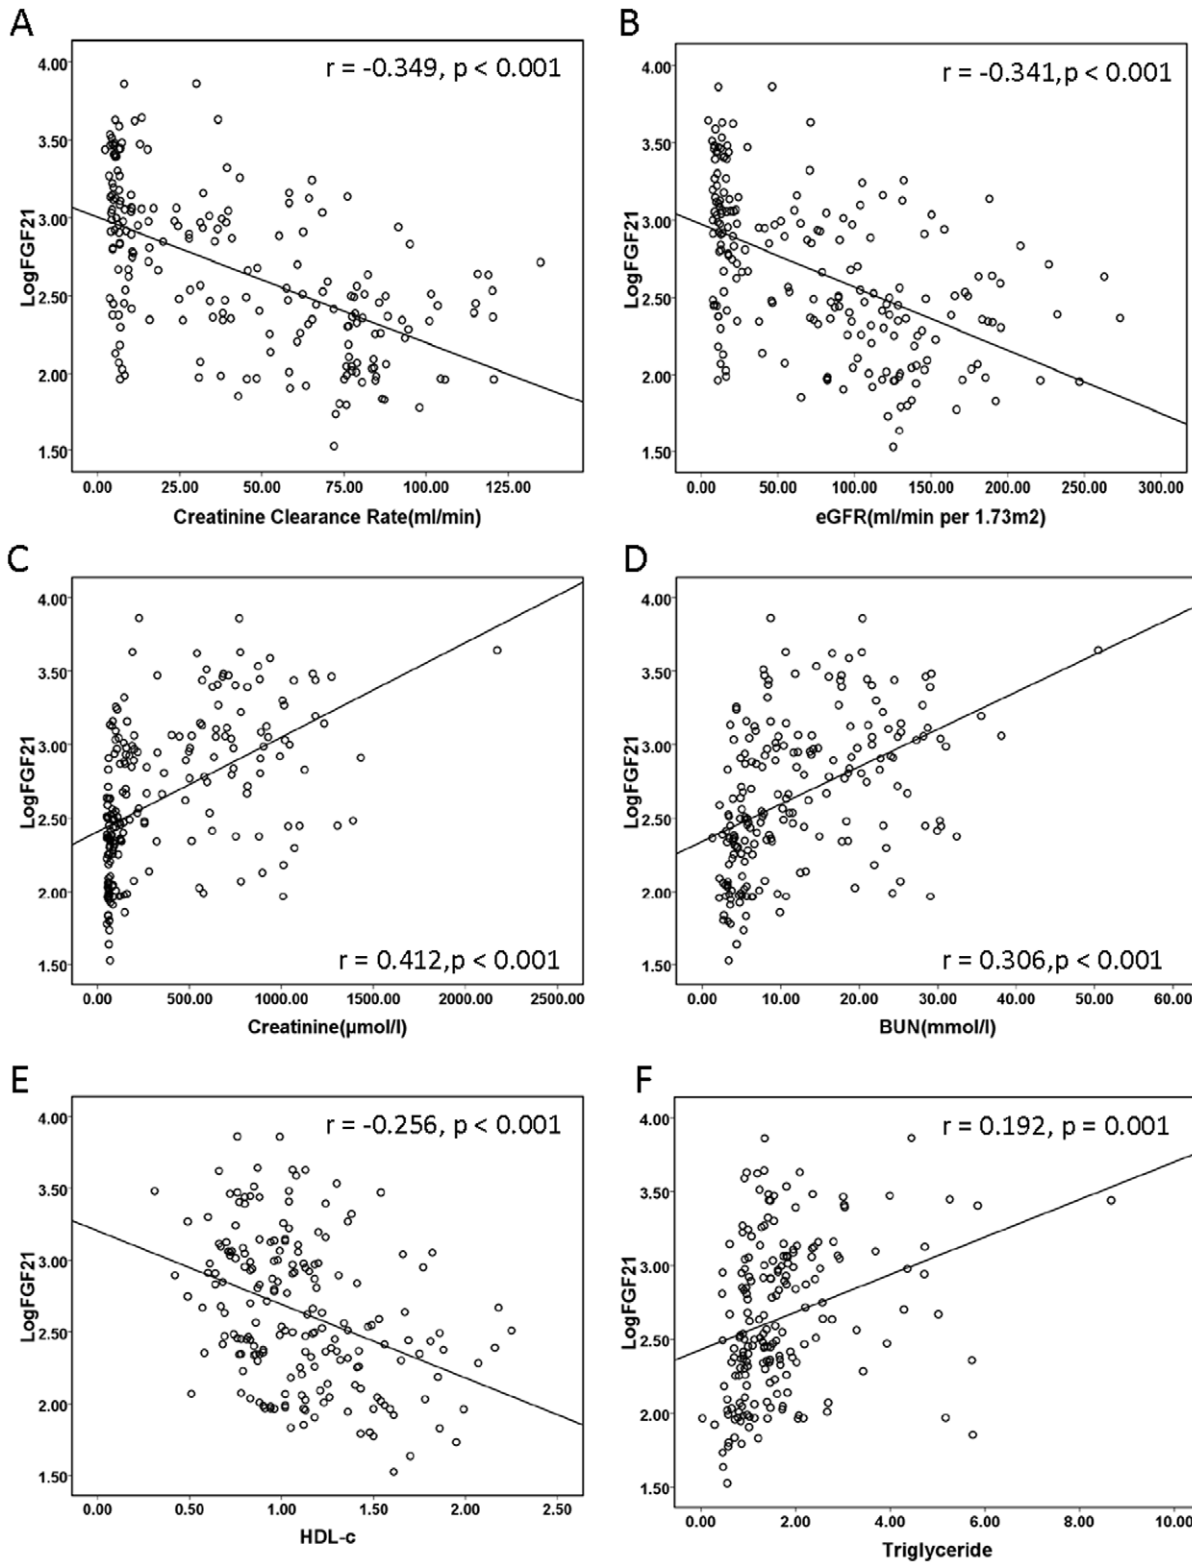 A
r = -0.349, p < 0.001
4.00
3.50
3.00
2.50
2.00
1.50
LogFGF21
0.00 25.00 50.00 75.00 100.00 125.00
Creatinine Clearance Rate(ml/min)
B
r = -0.341,p < 0.001
4.00
3.50
3.00
2.50
2.00
1.50
LogFGF21
0.00 50.00 100.00 150.00 200.00 250.00 300.00
eGFR(ml/min per 1.73m2)
C
4.00
3.50
3.00
2.50
2.00
1.50
LogFGF21
r = 0.412,p < 0.001
0.00 500.00 1000.00 1500.00 2000.00 2500.00
Creatinine(μmol/l)
D
4.00
3.50
3.00
2.50
2.00
1.50
LogFGF21
r = 0.306,p < 0.001
0.00 10.00 20.00 30.00 40.00 50.00 60.00
BUN(mmol/l)
E
r = -0.256, p < 0.001
4.00
3.50
3.00
2.50
2.00
1.50
LogFGF21
0.00 0.50 1.00 1.50 2.00 2.50
HDL-c
F
r = 0.192, p = 0.001
4.00
3.50
3.00
2.50
2.00
1.50
LogFGF21
0.00 2.00 4.00 6.00 8.00 10.00
Triglyceride